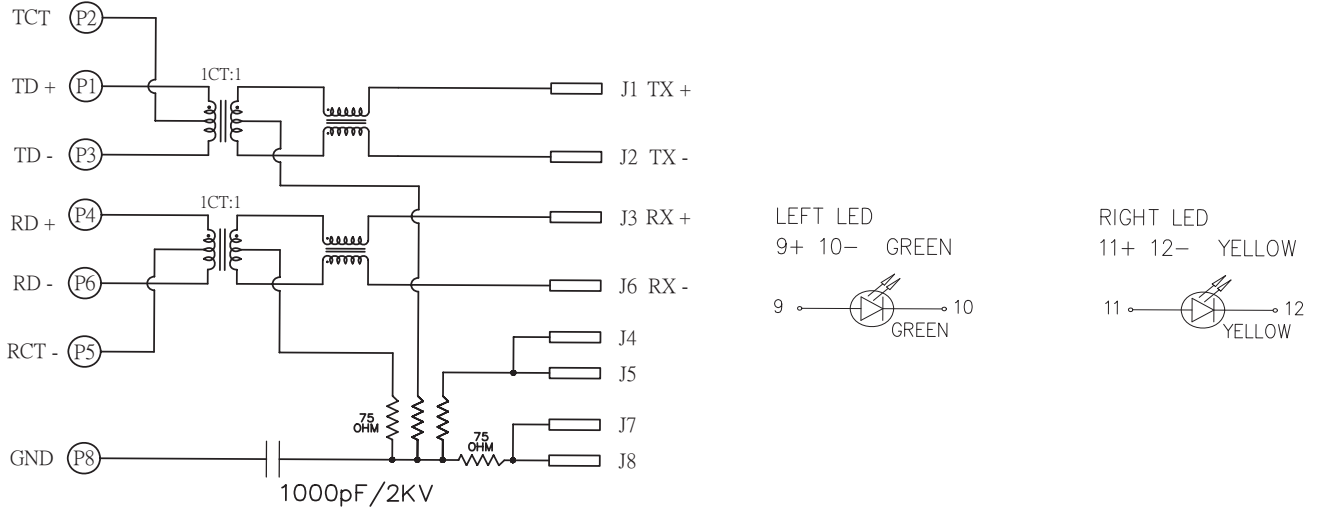 TCT P2
TD + P1
1CT:1
J1 TX +
TD - P3
J2 TX -
RD + P4
1CT:1
J3 RX +
RD - P6
J6 RX -
RCT - P5
J4
J5
75
OHM
75
OHM
J7
GND P8
J8
1000pF/2KV
LEFT LED
9+ 10- GREEN
9
10
GREEN
RIGHT LED
11+ 12- YELLOW
11
12
YELLOW